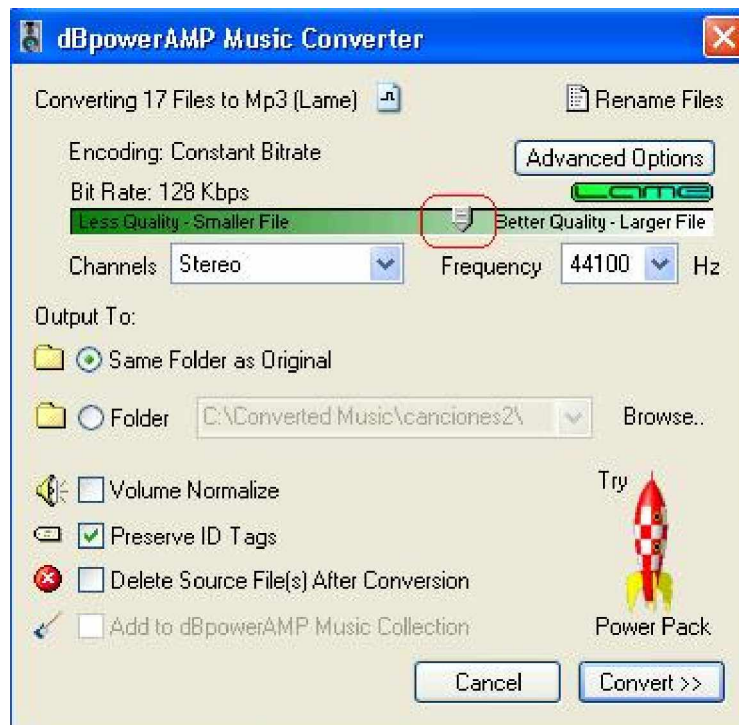 dBpowerAMP Music Converter
Converting 17 Files to Mp3 (Lame) Rename Files
Encoding: Constant Bitrate Advanced Options
Bit Rate: 128 Kbps Lame
Less Quality - Smaller File Better Quality - Larger File
Channels Stereo Frequency 44100 Hz
Output To:
Same Folder as Original
Folder C:\Converted Music\canciones2\ Browse..
Volume Normalize Try
Preserve ID Tags
Delete Source File(s) After Conversion
Add to dBpowerAMP Music Collection Power Pack
Cancel Convert >>